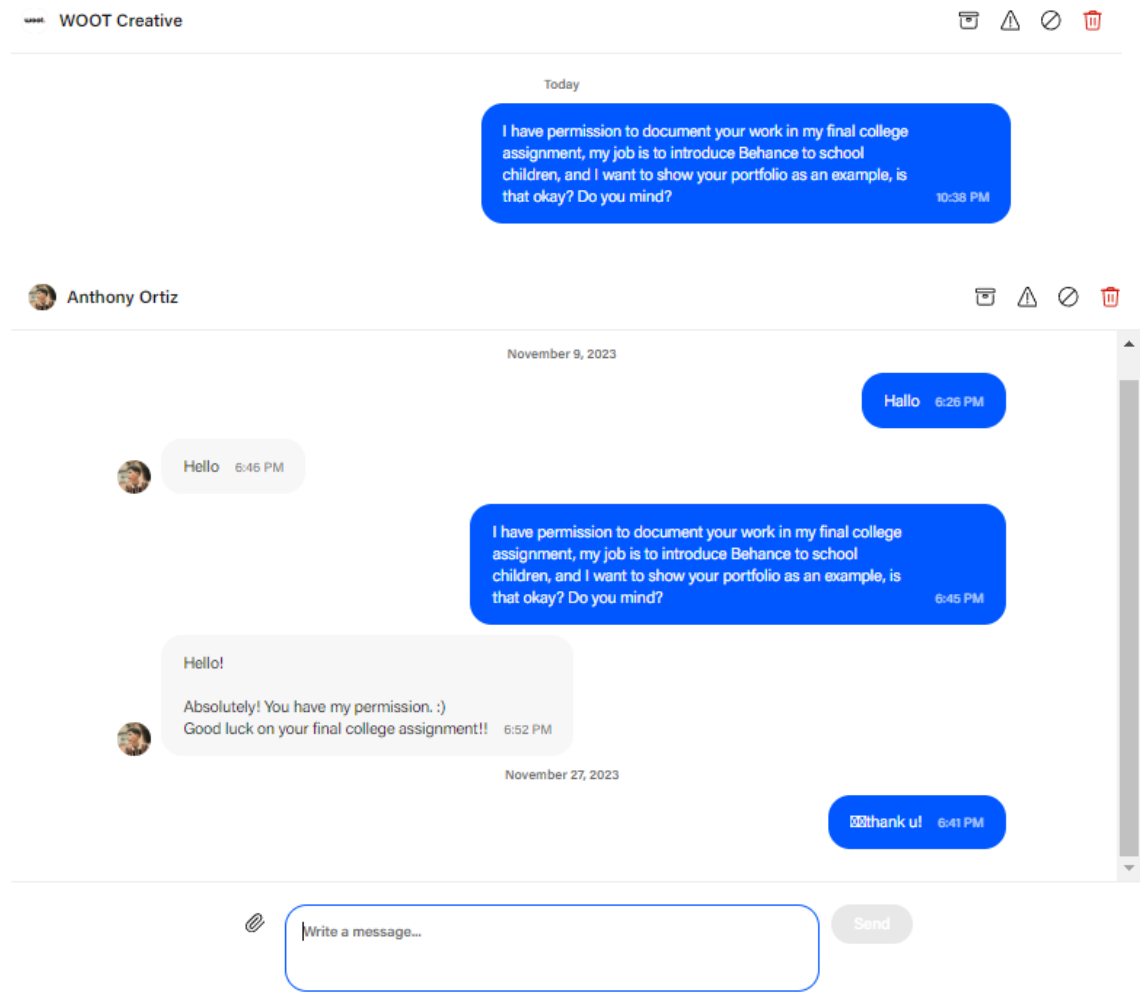 woot. WOOT Creative
Today
I have permission to document your work in my final college
assignment, my job is to introduce Behance to school
children, and I want to show your portfolio as an example, is
that okay? Do you mind? 10:38 PM
Anthony Ortiz
November 9, 2023
Hallo 6:26 PM
Hello 6:46 PM
I have permission to document your work in my final college
assignment, my job is to introduce Behance to school
children, and I want to show your portfolio as an example, is
that okay? Do you mind? 6:45 PM
Hello!
Absolutely! You have my permission. :)
Good luck on your final college assignment!! 6:52 PM
November 27, 2023
thank u! 6:41 PM
Write a message...
Send